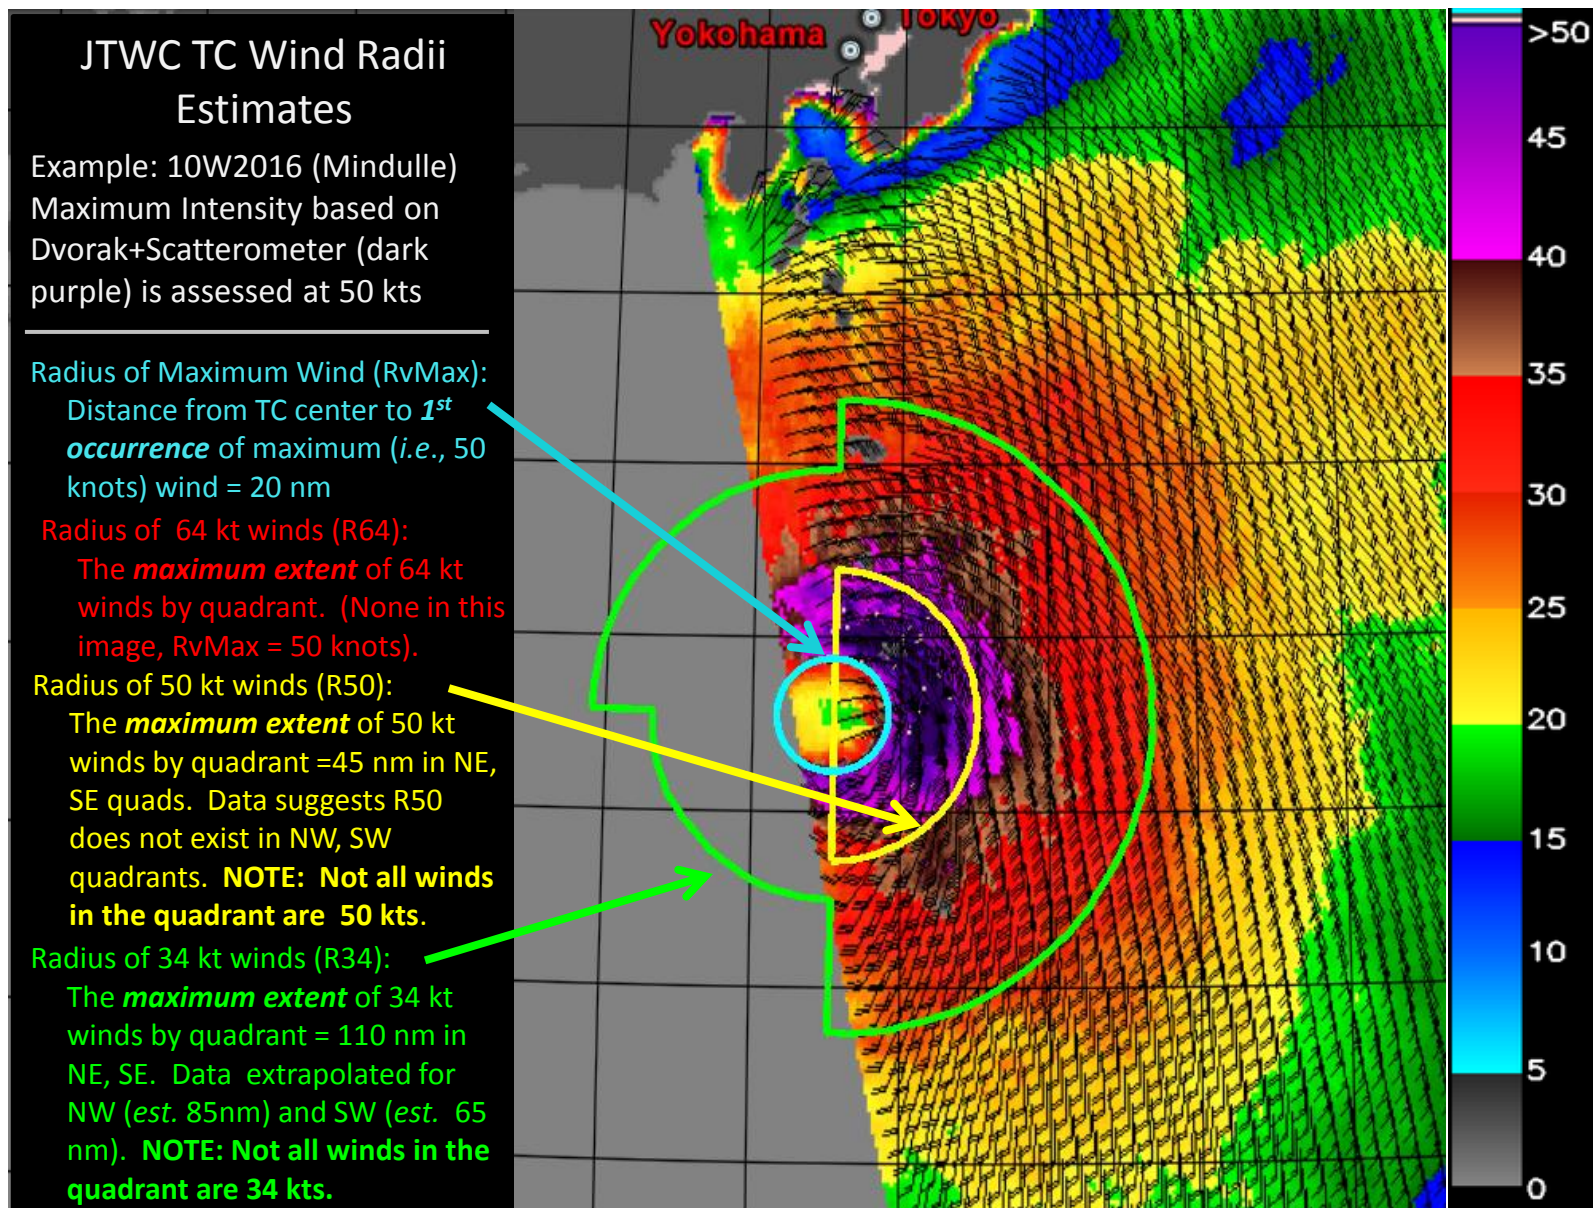 JTWC TC Wind Radii
Estimates
Example: 10W2016 (Mindulle)
Maximum Intensity based on
Dvorak+Scatterometer (dark
purple) is assessed at 50 kts
Radius of Maximum Wind (RvMax):
Distance from TC center to 1st
occurrence of maximum (i.e., 50
knots) wind = 20 nm
Radius of  64 kt winds (R64):
The maximum extent of 64 kt
winds by quadrant.  (None in this
image, RvMax = 50 knots).
Radius of 50 kt winds (R50):
The maximum extent of 50 kt
winds by quadrant =45 nm in NE,
SE quads.  Data suggests R50
does not exist in NW, SW
quadrants.  NOTE:  Not all winds
in the quadrant are  50 kts.
Radius of 34 kt winds (R34):
The maximum extent of 34 kt
winds by quadrant = 110 nm in
NE, SE.  Data  extrapolated for
NW (est. 85nm) and SW (est.  65
nm).  NOTE: Not all winds in the
quadrant are 34 kts.
Tokyo
Yokohama
>50
45
40
35
30
25
20
15
10
5
0